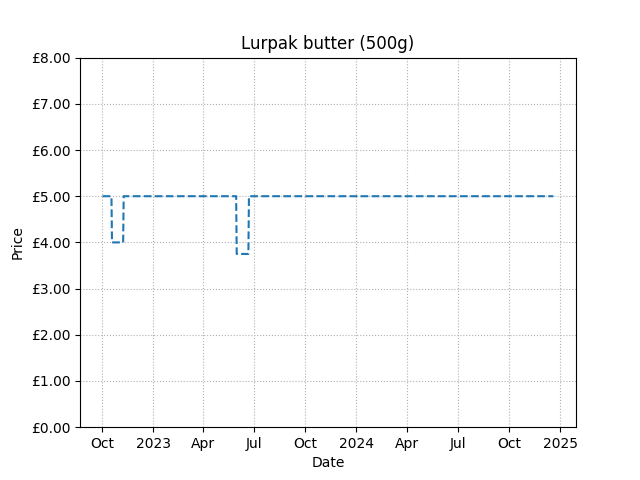 Lurpak butter (500g)
£8.00
£7.00
£6.00
£5.00
£4.00
£3.00
£2.00
£1.00
£0.00
Price
Oct 2023 Apr Jul Oct 2024 Apr Jul Oct 2025
Date